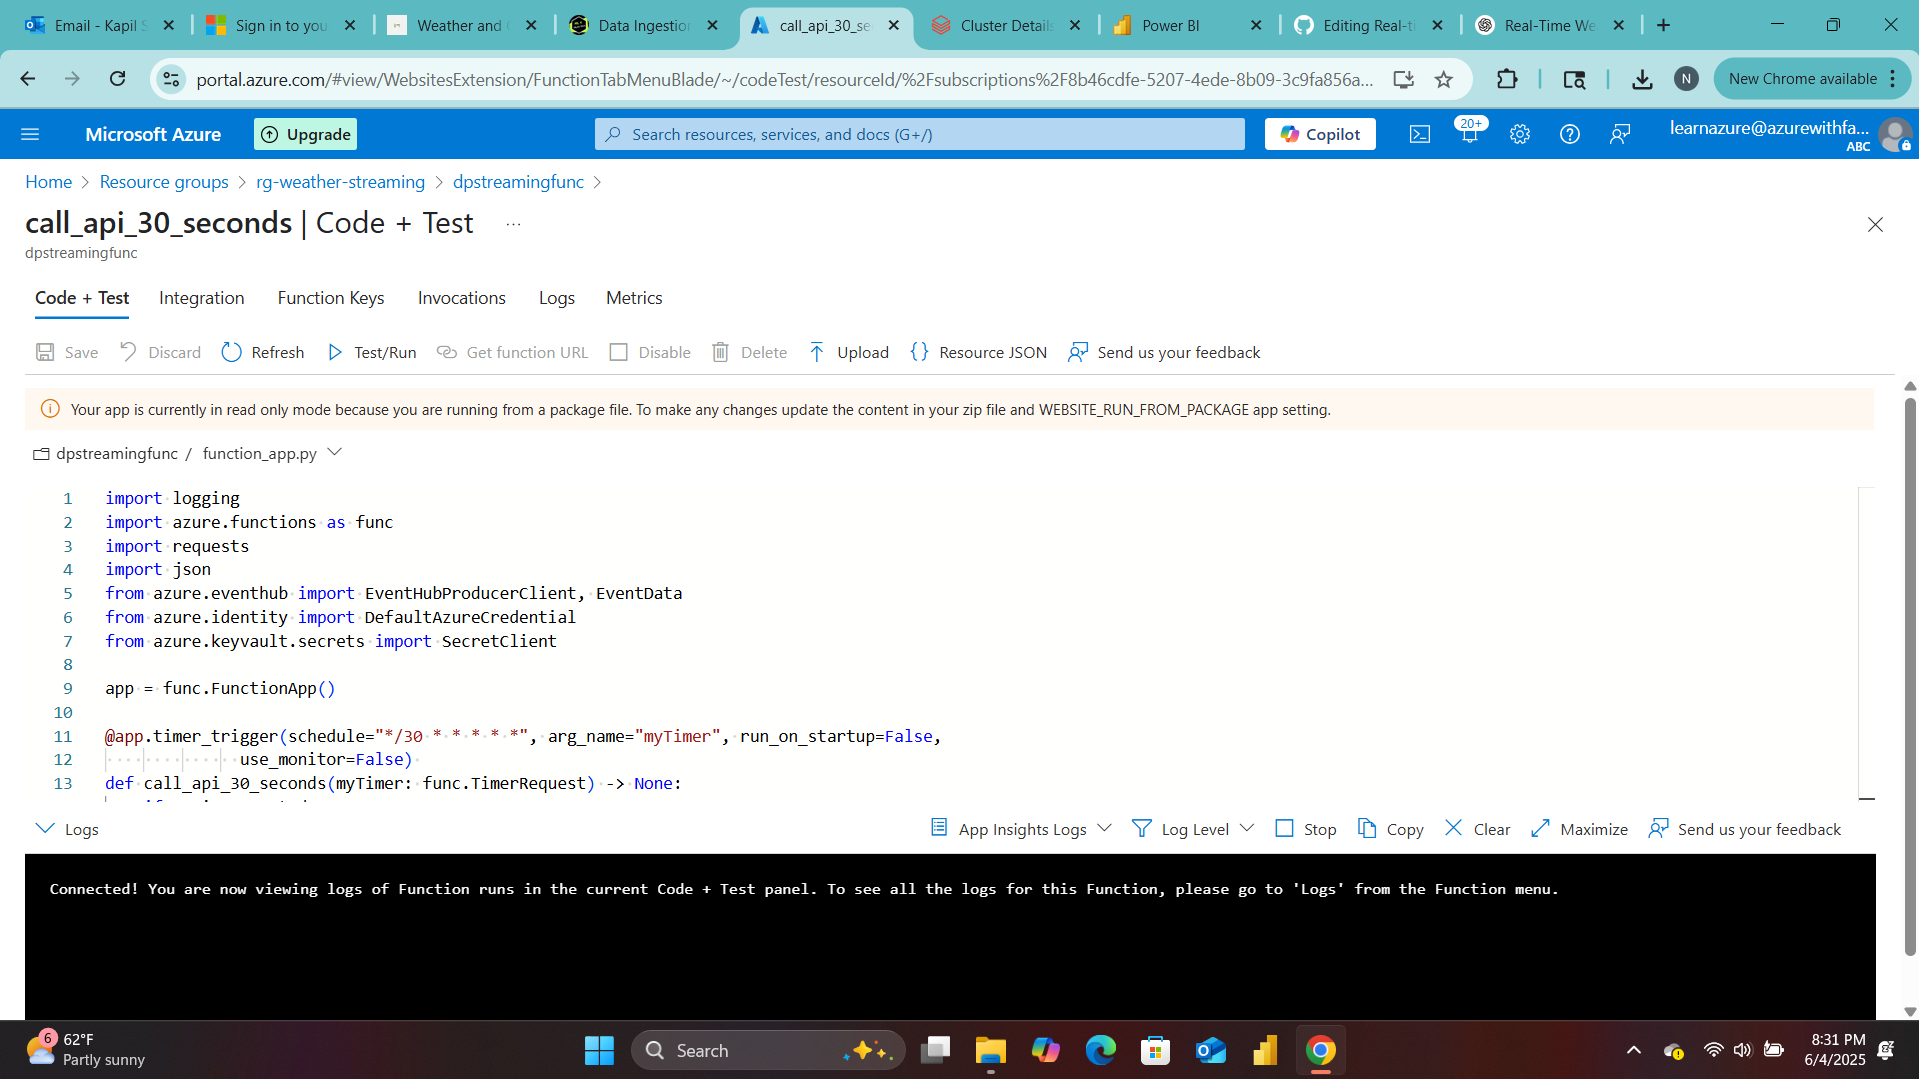 Email - Kapil S
Sign in to you
Weather and
Data Ingestion
call_api_30_se
Cluster Details
Power BI
Editing Real-ti
Real-Time We
portal.azure.com/#view/WebsitesExtension/FunctionTabMenuBlade/~/codeTest/resourceId/%2Fsubscriptions%2F8b46cdfe-5207-4ede-8b09-3c9fa856a...
N
New Chrome available
Microsoft Azure
Upgrade
Search resources, services, and docs (G+/)
Copilot
20+
learnazure@azurewithfa...
ABC
Home > Resource groups > rg-weather-streaming > dpstreamingfunc >
call_api_30_seconds | Code + Test ...
dpstreamingfunc
Code + Test Integration Function Keys Invocations Logs Metrics
Save Discard Refresh Test/Run Get function URL Disable Delete Upload {} Resource JSON Send us your feedback
Your app is currently in read only mode because you are running from a package file. To make any changes update the content in your zip file and WEBSITE_RUN_FROM_PACKAGE app setting.
dpstreamingfunc / function_app.py
1 import logging
2 import azure.functions as func
3 import requests
4 import json
5 from azure.eventhub import EventHubProducerClient, EventData
6 from azure.identity import DefaultAzureCredential
7 from azure.keyvault.secrets import SecretClient
8
9 app = func.FunctionApp()
10
11 @app.timer_trigger(schedule="*/30 * * * * *", arg_name="myTimer", run_on_startup=False,
12 use_monitor=False)
13 def call_api_30_seconds(myTimer: func.TimerRequest) -> None:
Logs
App Insights Logs Log Level Stop Copy Clear Maximize Send us your feedback
Connected! You are now viewing logs of Function runs in the current Code + Test panel. To see all the logs for this Function, please go to 'Logs' from the Function menu.
6
62°F
Partly sunny
Search
8:31 PM
6/4/2025